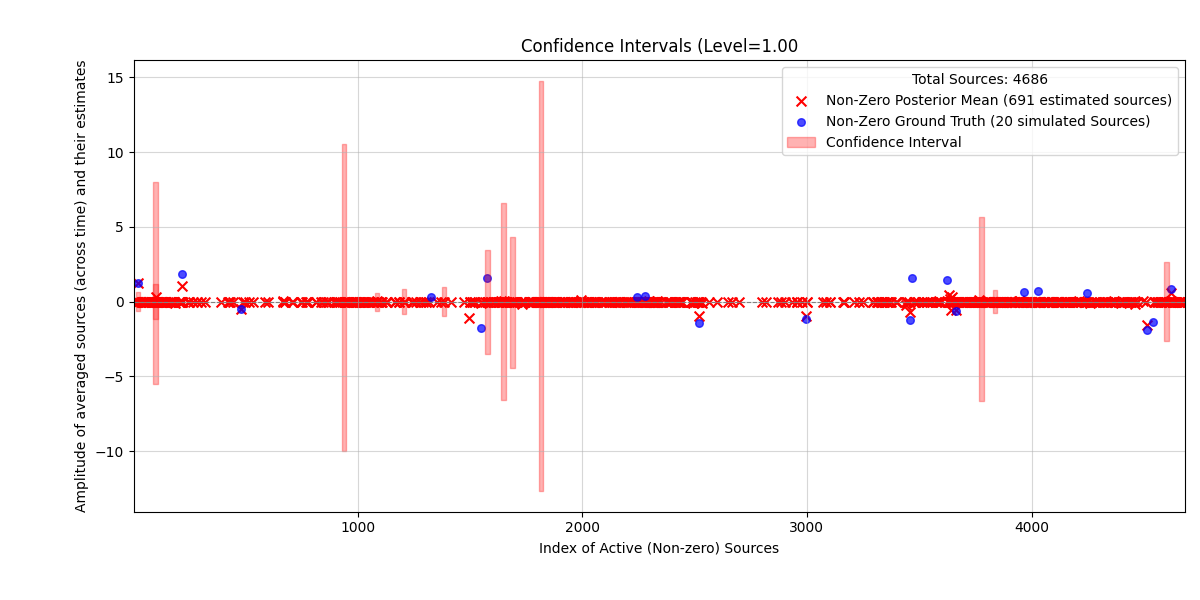 Confidence Intervals (Level=1.00
Total Sources: 4686
Non-Zero Posterior Mean (691 estimated sources)
Non-Zero Ground Truth (20 simulated Sources)
Confidence Interval
Amplitude of averaged sources (across time) and their estimates
15
10
5
0
−5
−10
1000
2000
3000
4000
Index of Active (Non-zero) Sources